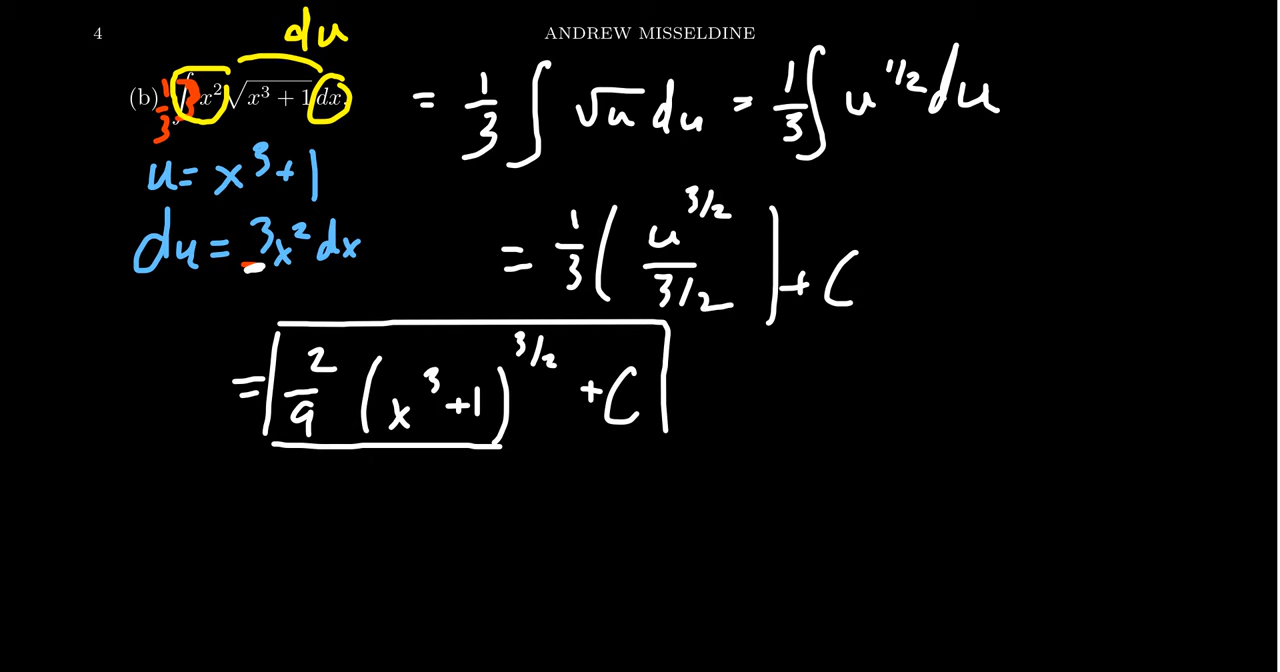 4 ANDREW MISSELDINE
du
(b) 1/3 ∫ 3 x² √(x³ + 1) dx. = 1/3 ∫ √u du = 1/3 ∫ u^1/2 du
u = x³ + 1
du = 3x² dx
= 1/3 ( u^3/2 / 3/2 ) + C
= 2/9 (x³ + 1)^3/2 + C